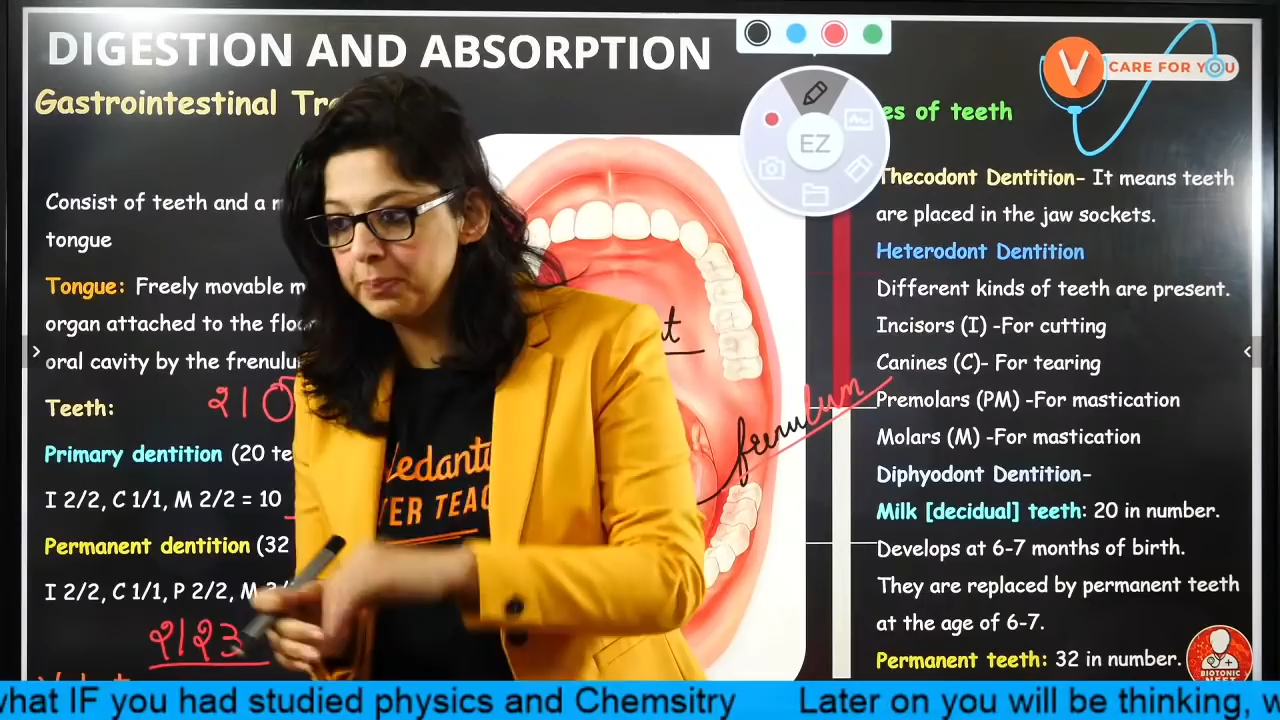 DIGESTION AND ABSORPTION
CARE FOR YOU
Gastrointestinal
EZ
es of teeth
Consist of teeth and a
tongue
Tongue: Freely movable
organ attached to the
oral cavity by the
Teeth:
210
Primary dentition (20
I 2/2, C 1/1, M 2/2 = 10
Permanent dentition (32
I 2/2, C 1/1, P 2/2, M
2123
frenulum
Thecodont Dentition- It means teeth
are placed in the jaw sockets.
Heterodont Dentition
Different kinds of teeth are present.
Incisors (I) -For cutting
Canines (C)- For tearing
Premolars (PM) -For mastication
Molars (M) -For mastication
Diphyodont Dentition-
Milk [decidual] teeth: 20 in number.
Develops at 6-7 months of birth.
They are replaced by permanent teeth
at the age of 6-7.
Permanent teeth: 32 in number.
BIOTONIC
NEET
what IF you had studied physics and Chemsitry
Later on you will be thinking,